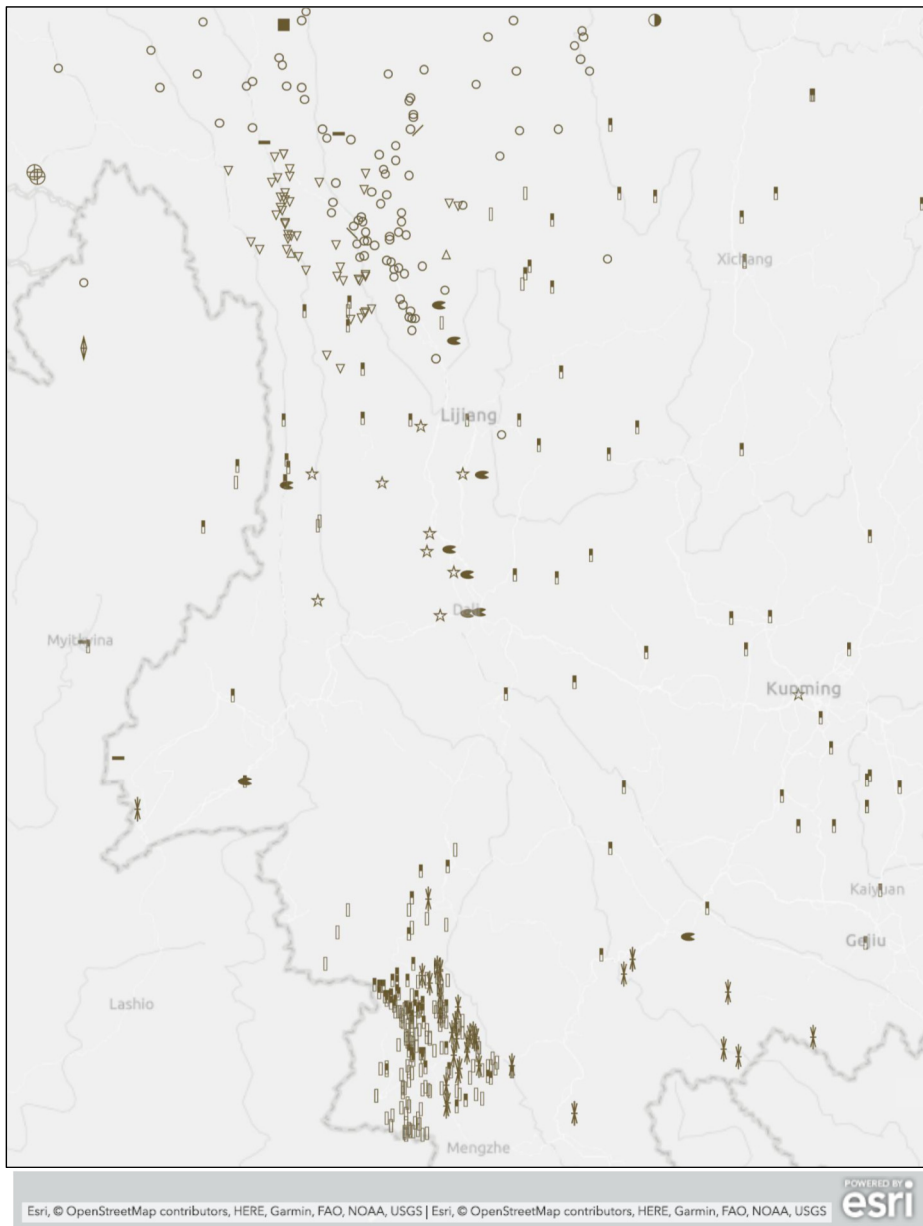 Xichang
Lijiang
Dali
Myitkyina
Kunming
Kaiyuan
Gejiu
Lashio
Mengzhe
POWERED BY
esri
Esri, © OpenStreetMap contributors, HERE, Garmin, FAO, NOAA, USGS | Esri, © OpenStreetMap contributors, HERE, Garmin, FAO, NOAA, USGS